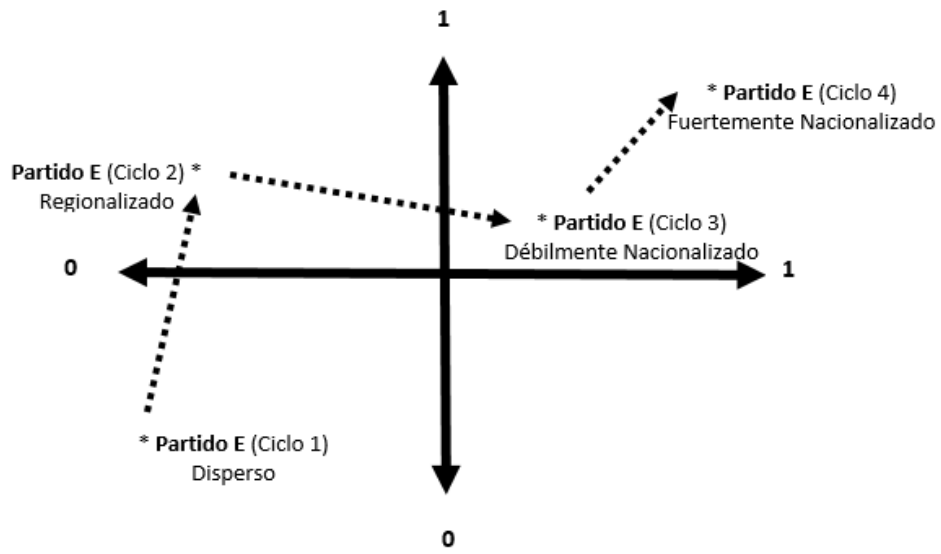 1
* Partido E (Ciclo 4)
Fuertemente Nacionalizado
Partido E (Ciclo 2) *
Regionalizado
* Partido E (Ciclo 3)
Débilmente Nacionalizado
0
1
* Partido E (Ciclo 1)
Disperso
0